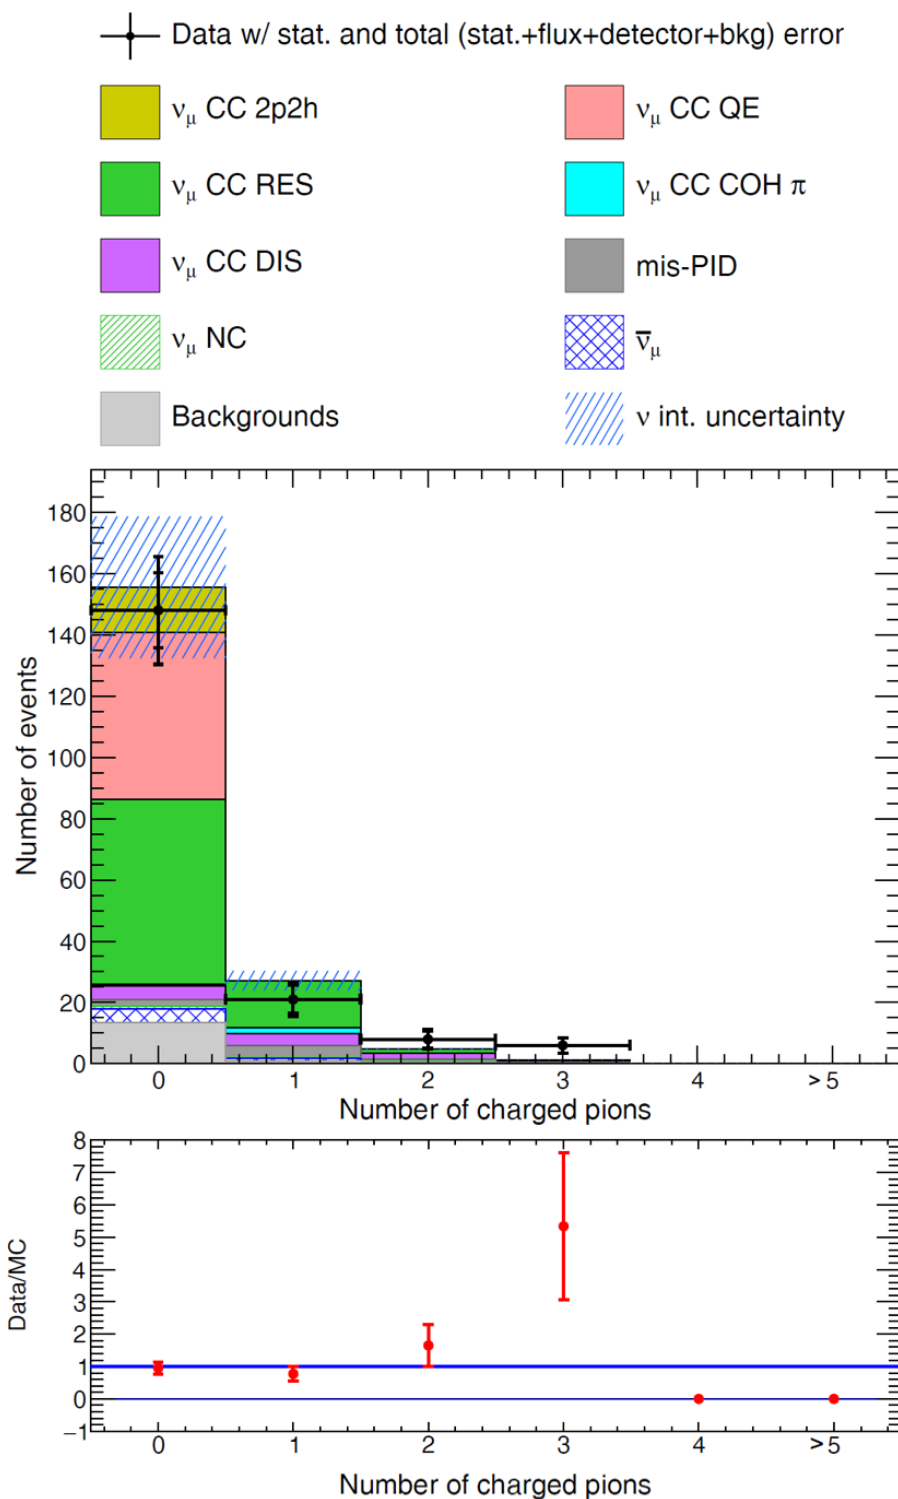 Data w/ stat. and total (stat.+flux+detector+bkg) error
νμ CC 2p2h
νμ CC QE
νμ CC RES
νμ CC COH π
νμ CC DIS
mis-PID
νμ NC
ν̅μ
Backgrounds
ν int. uncertainty
Number of events
180
160
140
120
100
80
60
40
20
0
0 1 2 3 4 >5
Number of charged pions
Data/MC
8
7
6
5
4
3
2
1
0
−1
0 1 2 3 4 >5
Number of charged pions